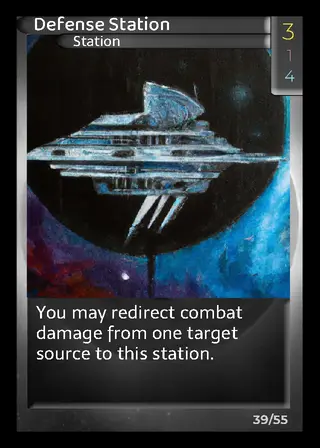 Defense Station
Station
3
1
4
You may redirect combat
damage from one target
source to this station.
39/55